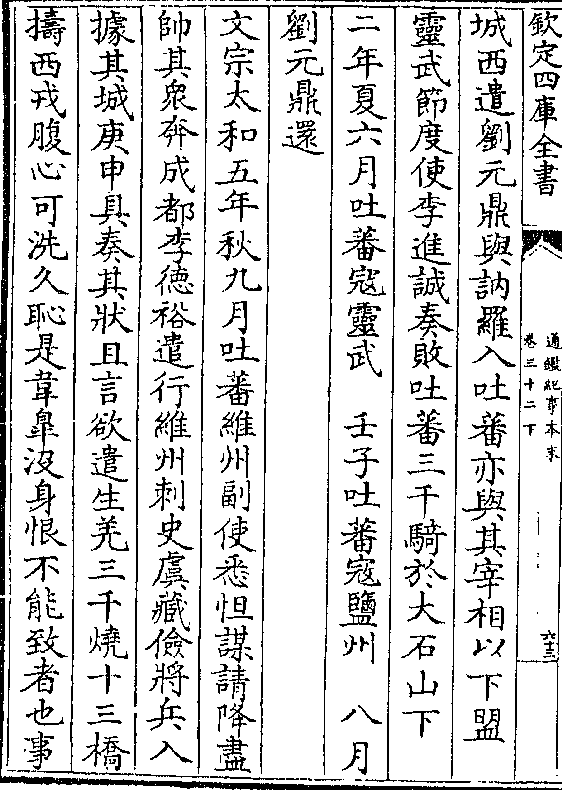 欽定四庫全書
通鑑紀事本末
卷三十二下
六十三
城西遣劉元鼎與訥羅入吐蕃亦與其宰相以下盟
靈武節度使李進誠奏敗吐蕃三千騎於大石山下
二年夏六月吐蕃寇靈武　壬子吐蕃寇鹽州　八月
劉元鼎還
文宗太和五年秋九月吐蕃維州副使悉怛謀請降盡
帥其衆奔成都李德裕遣行維州刺史虞藏儉將兵入
據其城庚申具奏其狀且言欲遣生羌三千燒十三橋
擣西戎腹心可洗久恥是韋臯没身恨不能致者也事